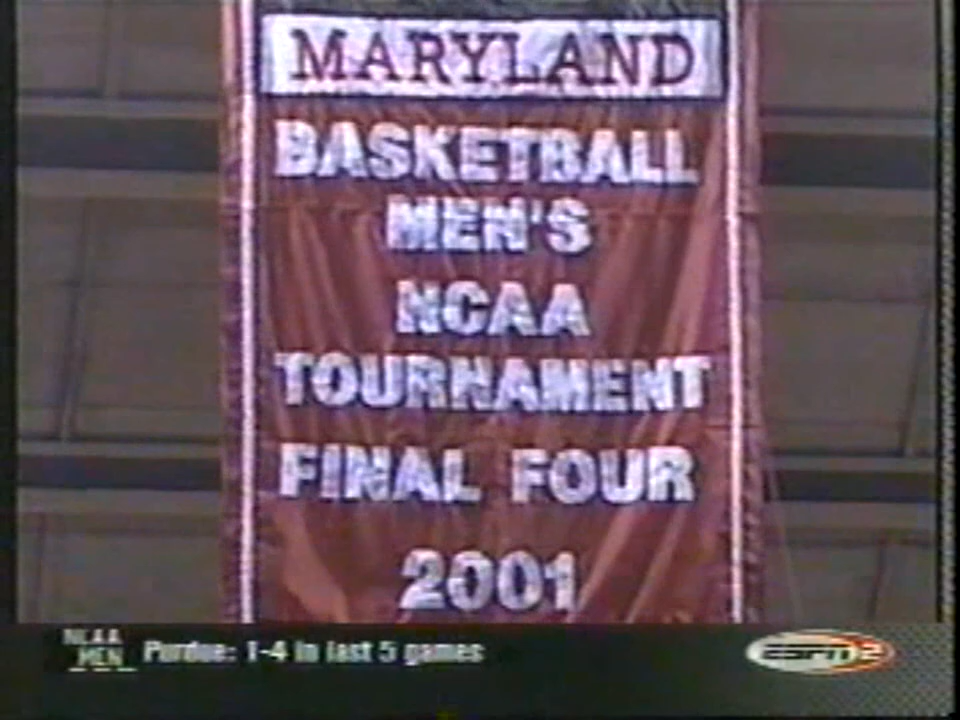 MARYLAND
BASKETBALL
MEN'S
NCAA
TOURNAMENT
FINAL FOUR
2001
NCAA
MEN
Purdue: 1-4 in last 5 games
ESPN2